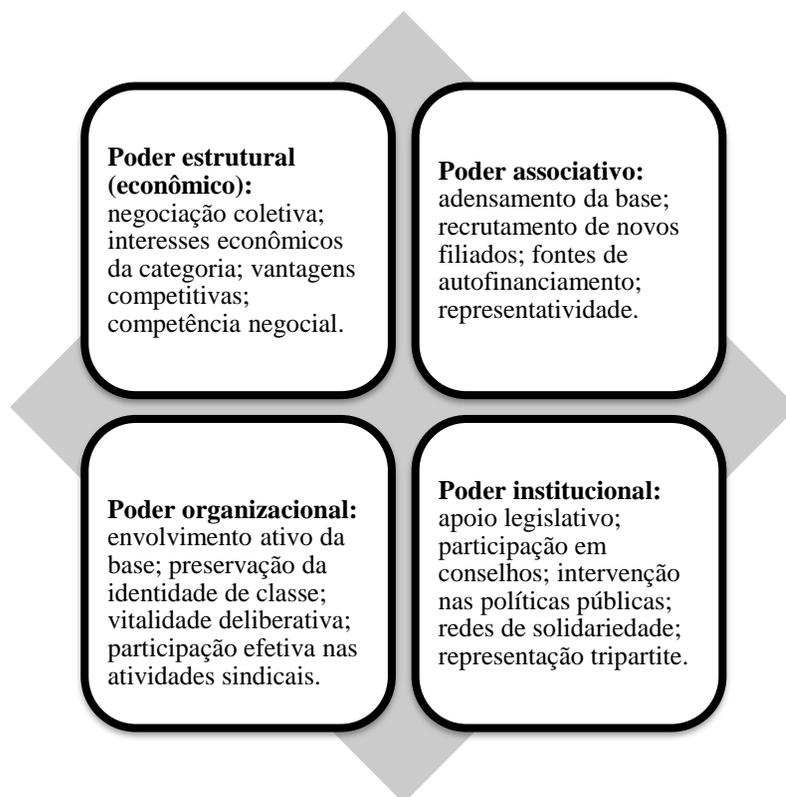 Poder estrutural
(econômico):
negociação coletiva;
interesses econômicos
da categoria; vantagens
competitivas;
competência negocial.
Poder associativo:
adensamento da base;
recrutamento de novos
filiados; fontes de
autofinanciamento;
representatividade.
Poder organizacional:
envolvimento ativo da
base; preservação da
identidade de classe;
vitalidade deliberativa;
participação efetiva nas
atividades sindicais.
Poder institucional:
apoio legislativo;
participação em
conselhos; intervenção
nas políticas públicas;
redes de solidariedade;
representação tripartite.